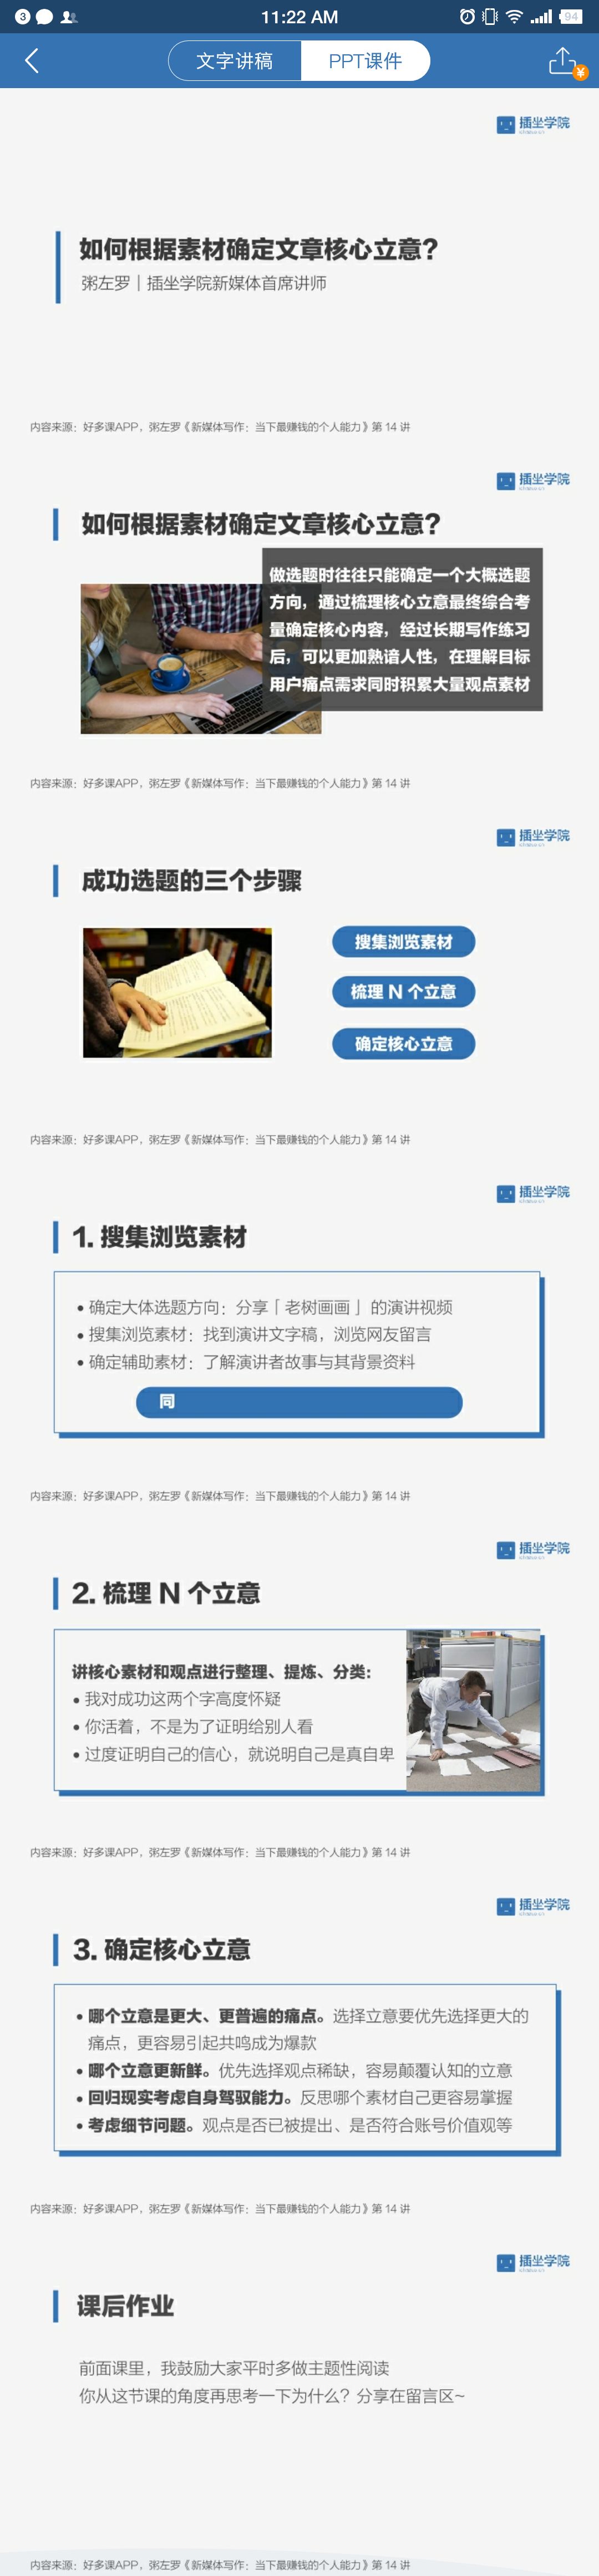 3
11:22 AM
94
文字讲稿
PPT课件
¥
插坐学院
如何根据素材确定文章核心立意?
粥左罗｜插坐学院新媒体首席讲师
内容来源：好多课APP，粥左罗《新媒体写作：当下最赚钱的个人能力》第 14 讲
插坐学院
如何根据素材确定文章核心立意?
做选题时往往只能确定一个大概选题
方向，通过梳理核心立意最终综合考
量确定核心内容，经过长期写作练习
后，可以更加熟谙人性，在理解目标
用户痛点需求同时积累大量观点素材
内容来源：好多课APP，粥左罗《新媒体写作：当下最赚钱的个人能力》第 14 讲
插坐学院
成功选题的三个步骤
搜集浏览素材
梳理 N 个立意
确定核心立意
内容来源：好多课APP，粥左罗《新媒体写作：当下最赚钱的个人能力》第 14 讲
插坐学院
1. 搜集浏览素材
• 确定大体选题方向：分享「 老树画画 」的演讲视频
• 搜集浏览素材：找到演讲文字稿，浏览网友留言
• 确定辅助素材：了解演讲者故事与其背景资料
同
内容来源：好多课APP，粥左罗《新媒体写作：当下最赚钱的个人能力》第 14 讲
插坐学院
2. 梳理 N 个立意
讲核心素材和观点进行整理、提炼、分类：
• 我对成功这两个字高度怀疑
• 你活着，不是为了证明给别人看
• 过度证明自己的信心，就说明自己是真自卑
内容来源：好多课APP，粥左罗《新媒体写作：当下最赚钱的个人能力》第 14 讲
插坐学院
3. 确定核心立意
• 哪个立意是更大、更普遍的痛点。选择立意要优先选择更大的
痛点，更容易引起共鸣成为爆款
• 哪个立意更新鲜。优先选择观点稀缺，容易颠覆认知的立意
• 回归现实考虑自身驾驭能力。反思哪个素材自己更容易掌握
• 考虑细节问题。观点是否已被提出、是否符合账号价值观等
内容来源：好多课APP，粥左罗《新媒体写作：当下最赚钱的个人能力》第 14 讲
插坐学院
课后作业
前面课里，我鼓励大家平时多做主题性阅读
你从这节课的角度再思考一下为什么？分享在留言区~
内容来源：好多课APP，粥左罗《新媒体写作：当下最赚钱的个人能力》第 14 讲